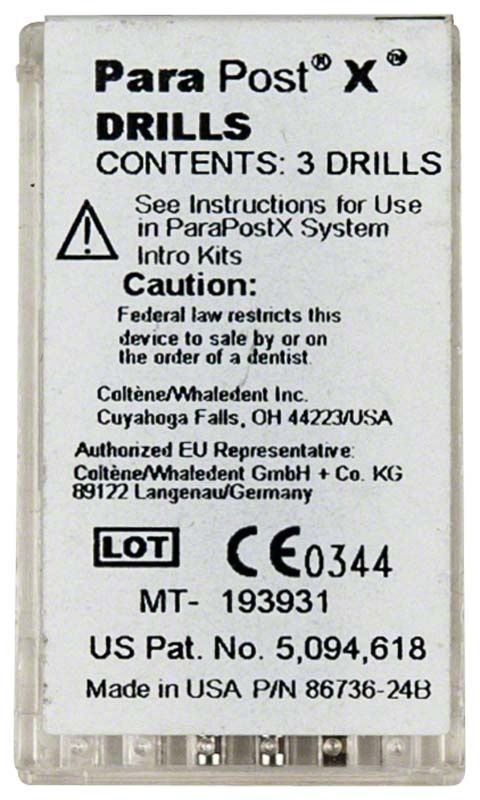 Para Post® X™
DRILLS
CONTENTS: 3 DRILLS
See Instructions for Use
in ParaPostX System
Intro Kits
Caution:
Federal law restricts this
device to sale by or on
the order of a dentist.
Coltène/Whaledent Inc.
Cuyahoga Falls, OH 44223/USA
Authorized EU Representative:
Coltène/Whaledent GmbH + Co. KG
89122 Langenau/Germany
LOT CE0344
MT- 193931
US Pat. No. 5,094,618
Made in USA P/N 86736-24B